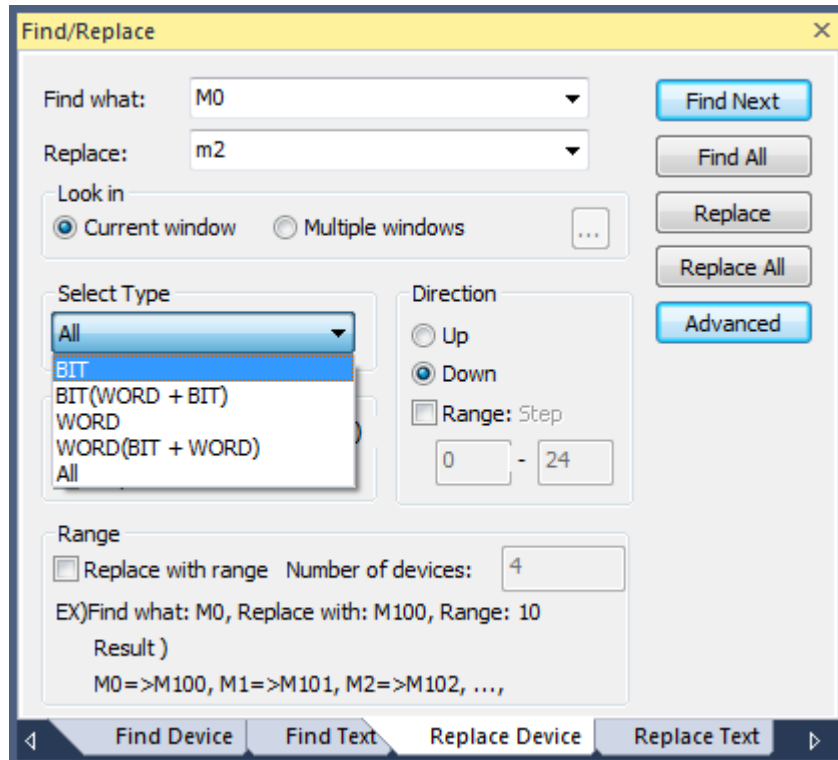 Find/Replace
Find what: M0
Find Next
Replace: m2
Find All
Look in
Current window Multiple windows ...
Replace
Replace All
Select Type
Direction
All
Up
Advanced
BIT
Down
BIT(WORD + BIT)
WORD
Range: Step
WORD(BIT + WORD)
0 - 24
All
Range
Replace with range Number of devices: 4
EX)Find what: M0, Replace with: M100, Range: 10
Result )
M0=>M100, M1=>M101, M2=>M102, ...,
Find Device Find Text Replace Device Replace Text